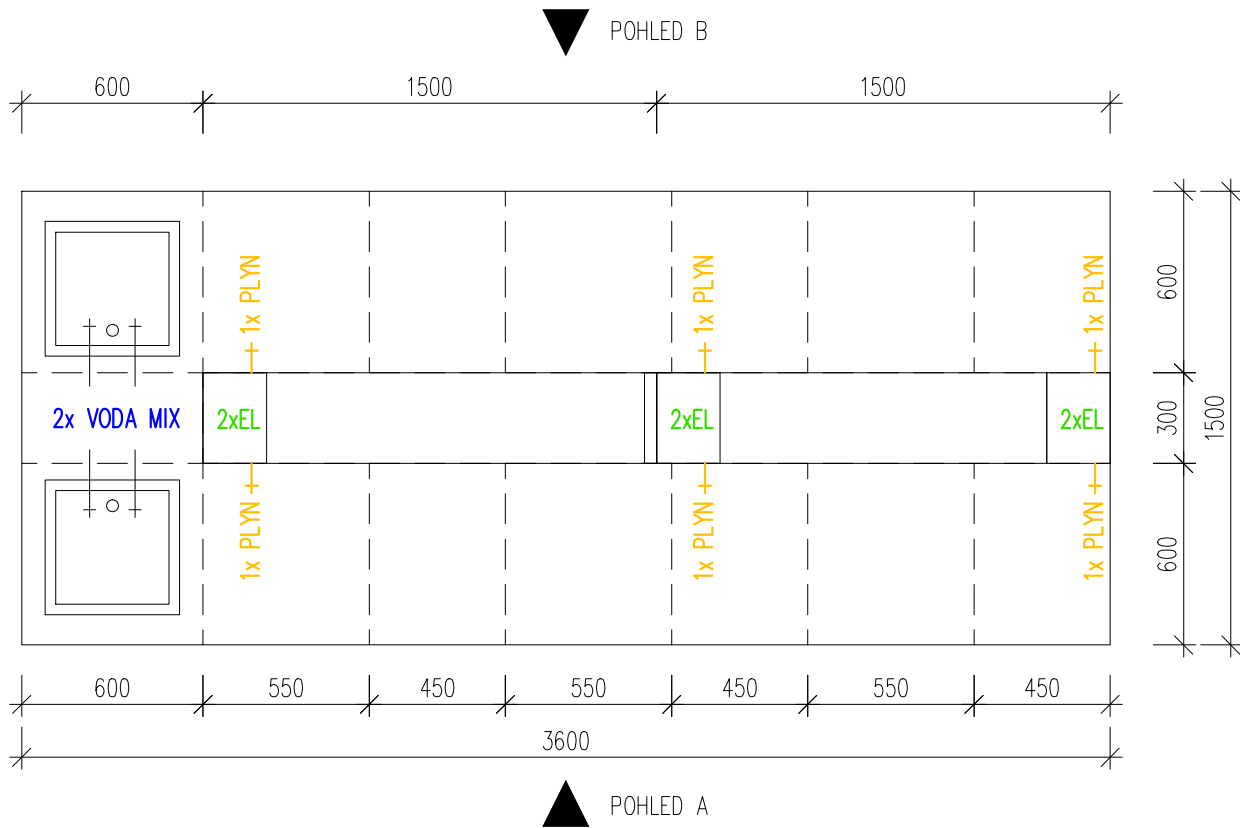 POHLED B
600
1500
1500
1x PLYN
1x PLYN
1x PLYN
600
2x VODA MIX
2xEL
2xEL
2xEL
300
1500
1x PLYN
1x PLYN
1x PLYN
600
600
550
450
550
450
550
450
3600
POHLED A